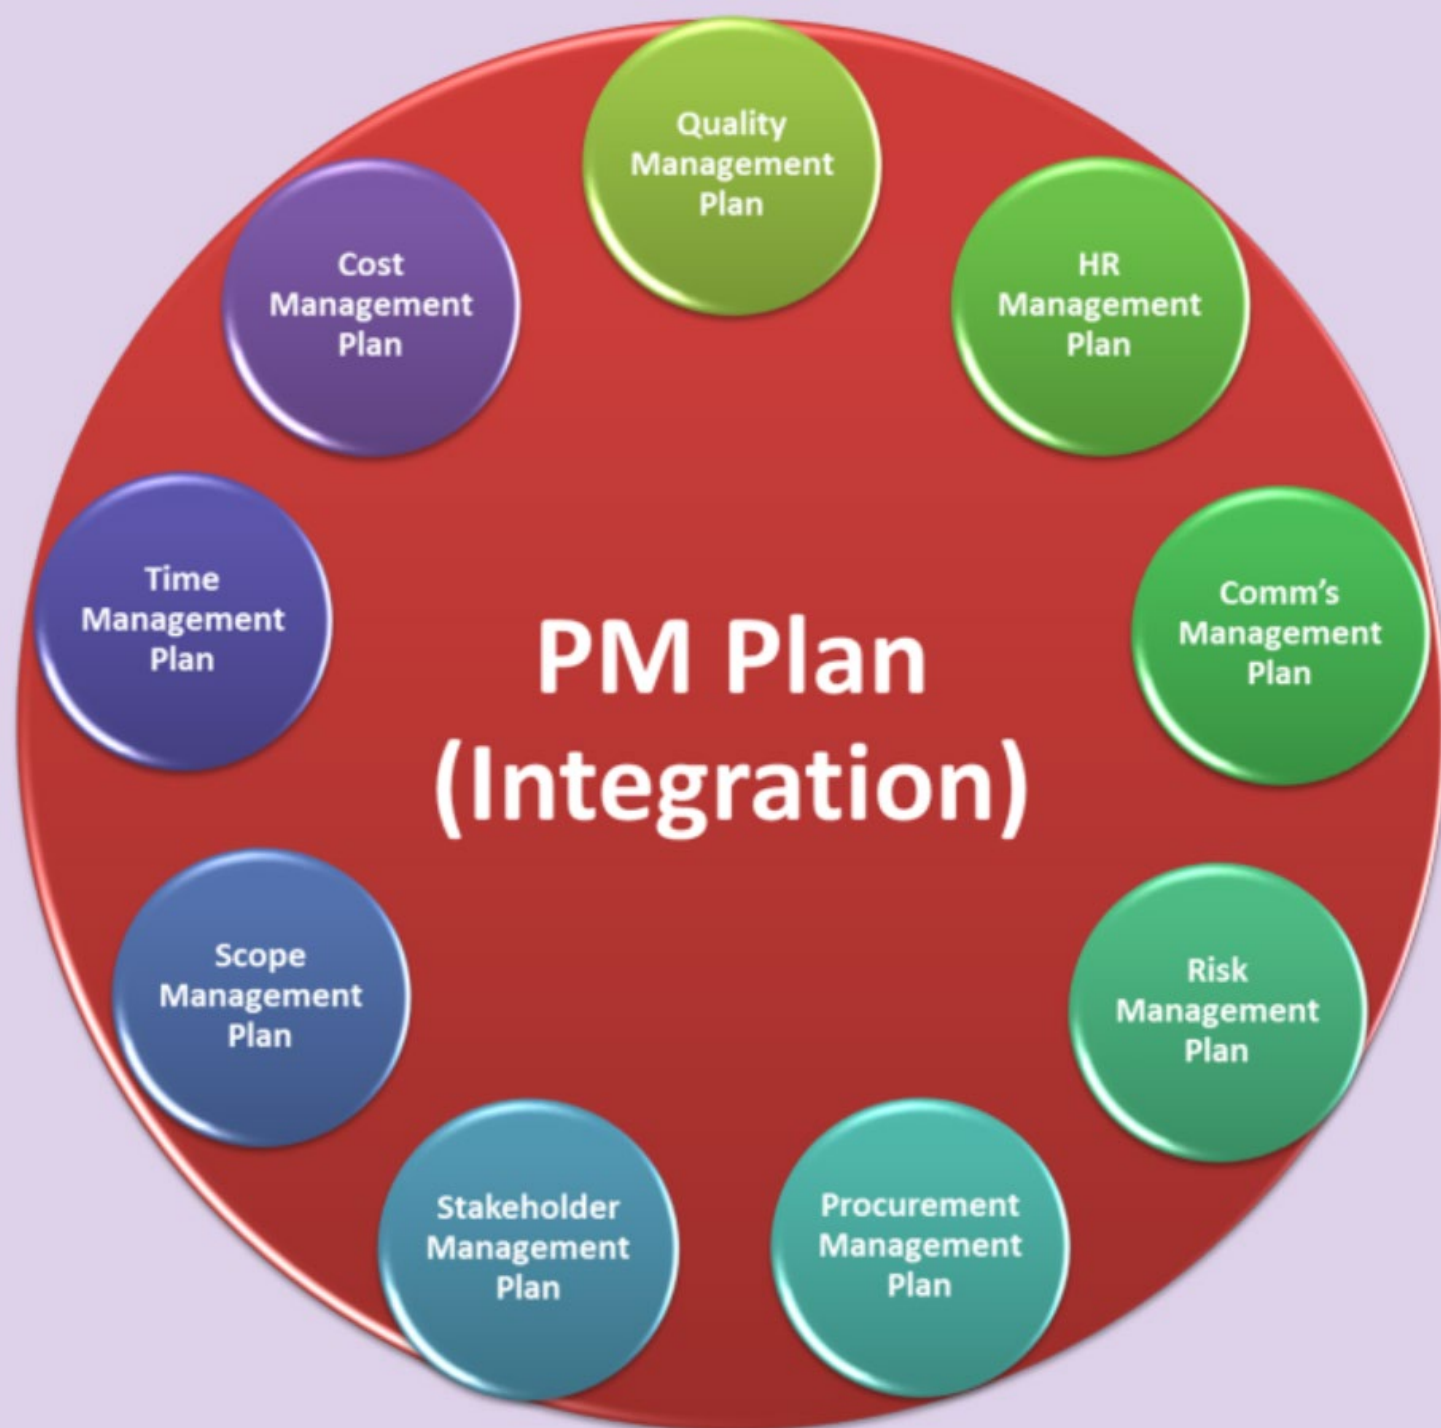 Quality
Management
Plan
Cost
Management
Plan
HR
Management
Plan
Time
Management
Plan
Comm’s
Management
Plan
PM Plan
(Integration)
Scope
Management
Plan
Risk
Management
Plan
Stakeholder
Management
Plan
Procurement
Management
Plan